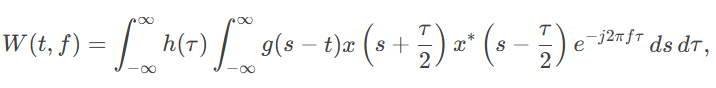 W(t, f) = ∫_{-∞}^{∞} h(τ) ∫_{-∞}^{∞} g(s − t)x (s + τ/2) x* (s − τ/2) e^{−j2πfτ} ds dτ,